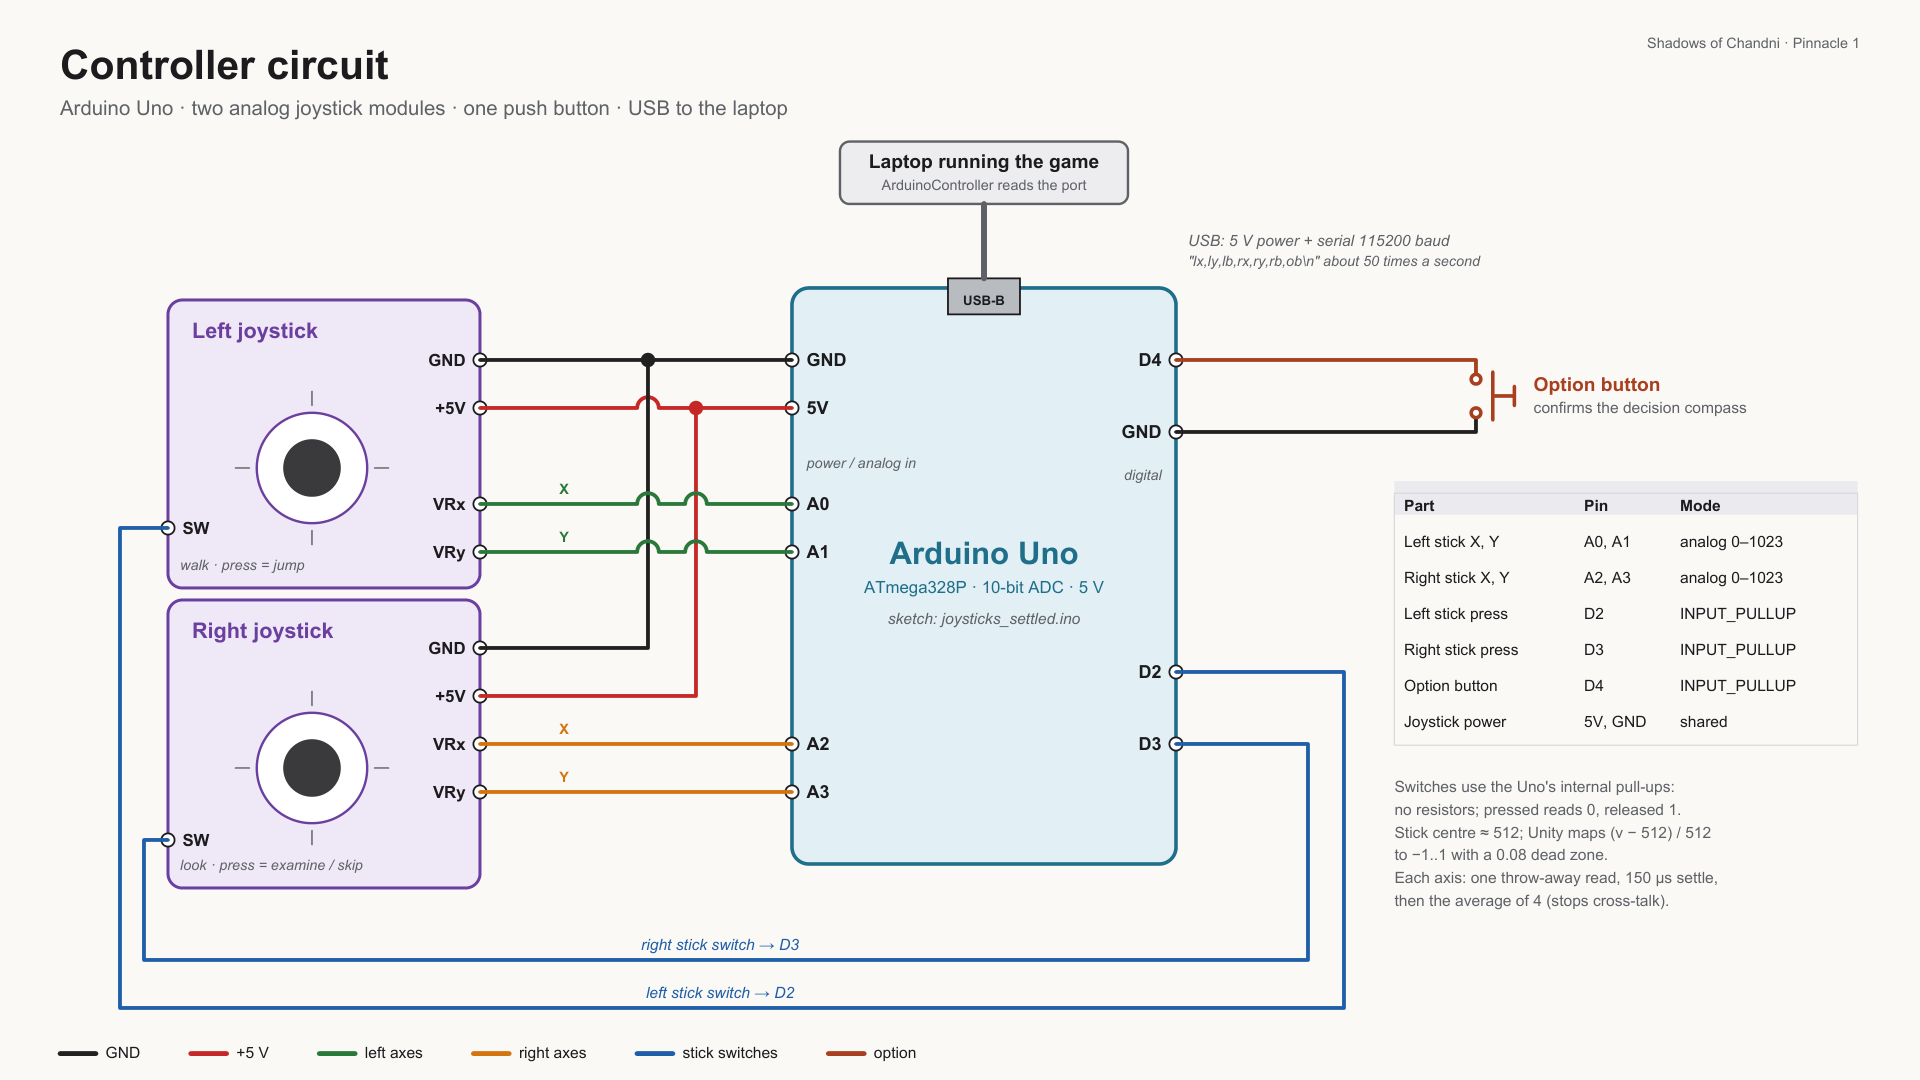 Controller circuit
Shadows of Chandni · Pinnacle 1
Arduino Uno · two analog joystick modules · one push button · USB to the laptop
Laptop running the game
ArduinoController reads the port
USB: 5 V power + serial 115200 baud
"lx,ly,lb,rx,ry,rb,ob\n" about 50 times a second
USB-B
Left joystick
GND
+5V
VRx
VRy
SW
walk · press = jump
X
Y
Right joystick
GND
+5V
VRx
VRy
SW
look · press = examine / skip
X
Y
GND
5V
power / analog in
A0
A1
A2
A3
Arduino Uno
ATmega328P · 10-bit ADC · 5 V
sketch: joysticks_settled.ino
D4
GND
digital
D2
D3
Option button
confirms the decision compass
Part Pin Mode
Left stick X, Y A0, A1 analog 0–1023
Right stick X, Y A2, A3 analog 0–1023
Left stick press D2 INPUT_PULLUP
Right stick press D3 INPUT_PULLUP
Option button D4 INPUT_PULLUP
Joystick power 5V, GND shared
Switches use the Uno's internal pull-ups:
no resistors; pressed reads 0, released 1.
Stick centre ≈ 512; Unity maps (v − 512) / 512
to −1..1 with a 0.08 dead zone.
Each axis: one throw-away read, 150 µs settle,
then the average of 4 (stops cross-talk).
right stick switch → D3
left stick switch → D2
GND +5 V left axes right axes stick switches option